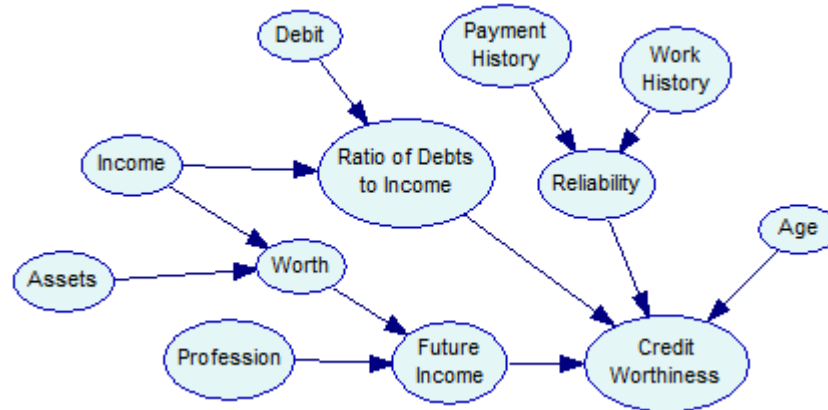 Debit
Payment
History
Work
History
Income
Ratio of Debts
to Income
Reliability
Age
Assets
Worth
Profession
Future
Income
Credit
Worthiness